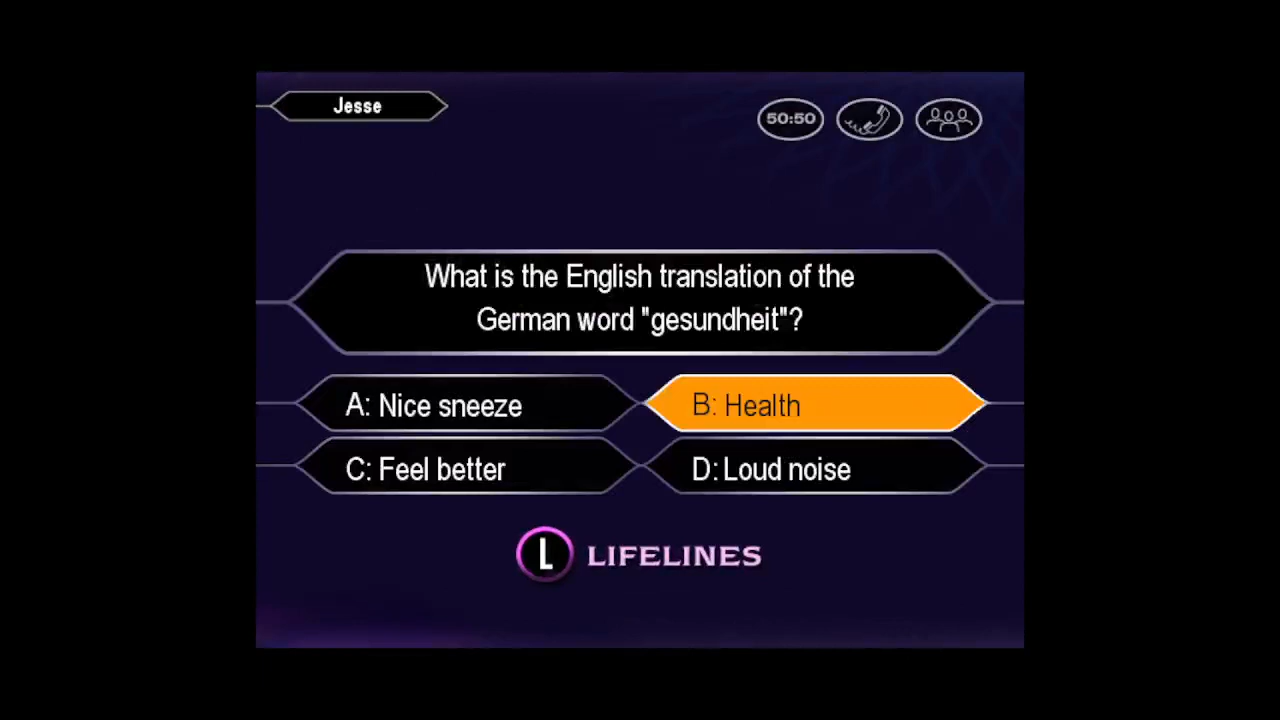 Jesse
50:50
What is the English translation of the
German word "gesundheit"?
A: Nice sneeze
B: Health
C: Feel better
D: Loud noise
L LIFELINES